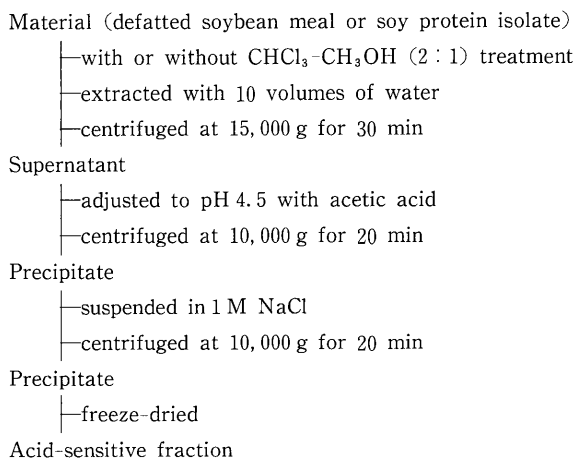 Material (defatted soybean meal or soy protein isolate)
with or without CHCl₃-CH₃OH (2 : 1) treatment
extracted with 10 volumes of water
centrifuged at 15,000 g for 30 min
Supernatant
adjusted to pH 4.5 with acetic acid
centrifuged at 10,000 g for 20 min
Precipitate
suspended in 1 M NaCl
centrifuged at 10,000 g for 20 min
Precipitate
freeze-dried
Acid-sensitive fraction